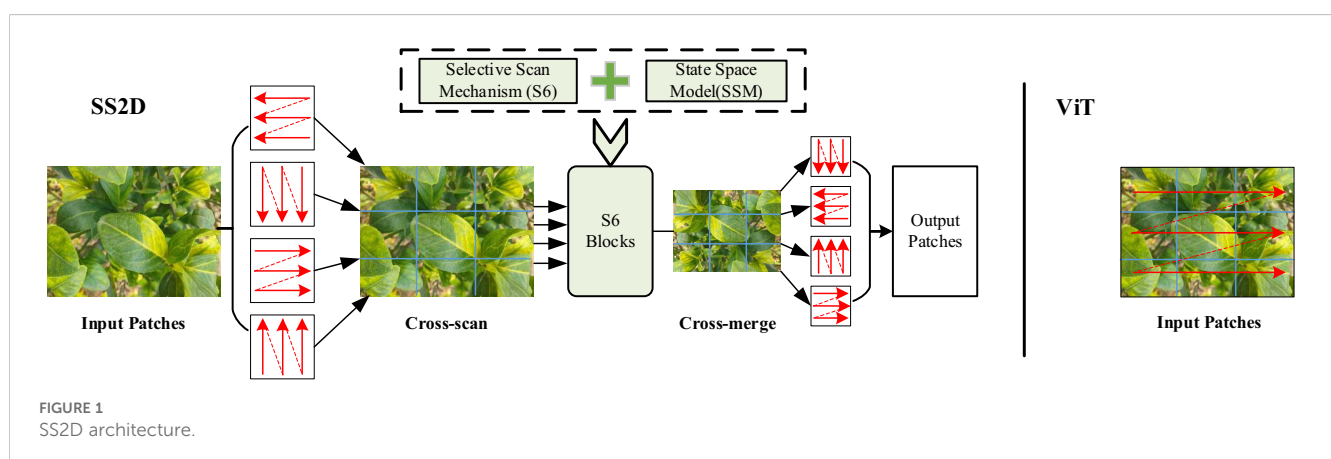 SS2D
Selective Scan
Mechanism (S6)
State Space
Model(SSM)
ViT
S6
Blocks
Output
Patches
Input Patches
Cross-scan
Cross-merge
Input Patches
FIGURE 1
SS2D architecture.